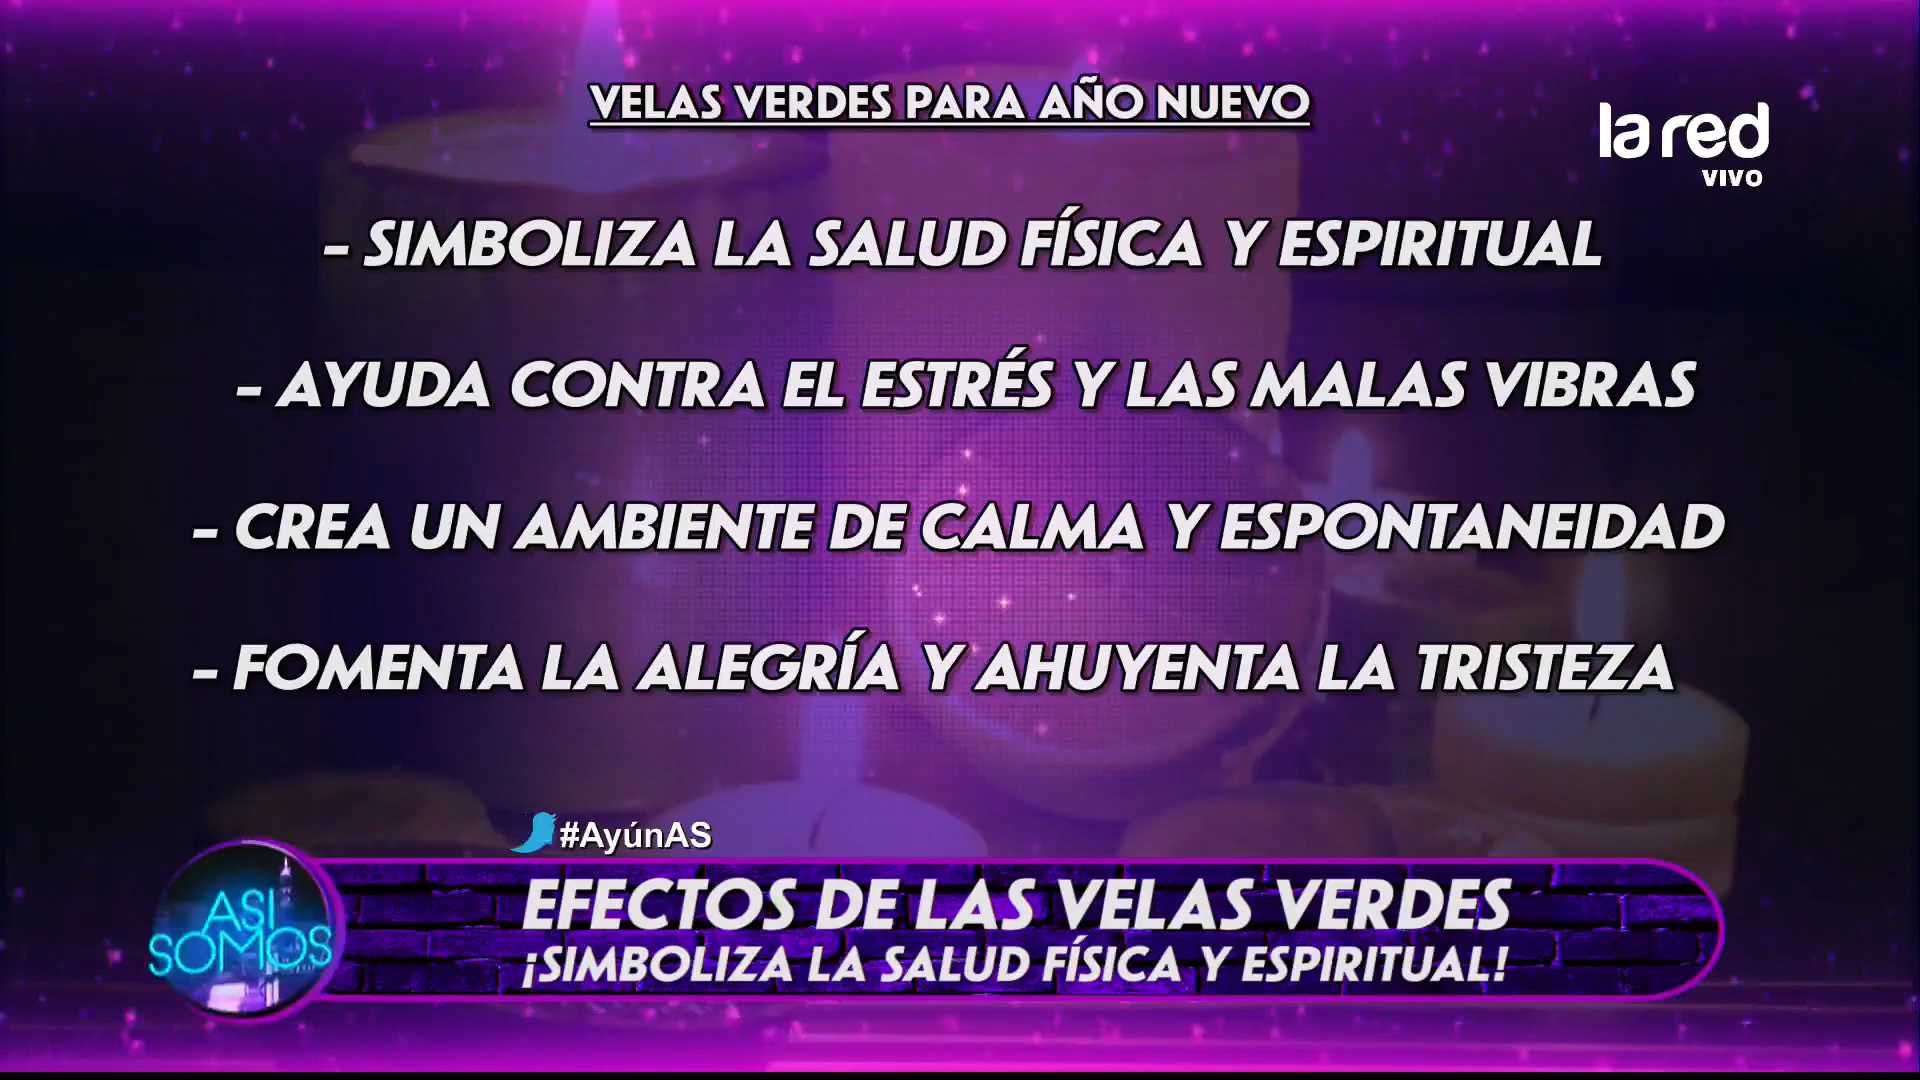 VELAS VERDES PARA AÑO NUEVO
la red
VIVO
- SIMBOLIZA LA SALUD FÍSICA Y ESPIRITUAL
- AYUDA CONTRA EL ESTRÉS Y LAS MALAS VIBRAS
- CREA UN AMBIENTE DE CALMA Y ESPONTANEIDAD
- FOMENTA LA ALEGRÍA Y AHUYENTA LA TRISTEZA
#AyúnAS
ASI
SOMOS
EFECTOS DE LAS VELAS VERDES
¡SIMBOLIZA LA SALUD FÍSICA Y ESPIRITUAL!